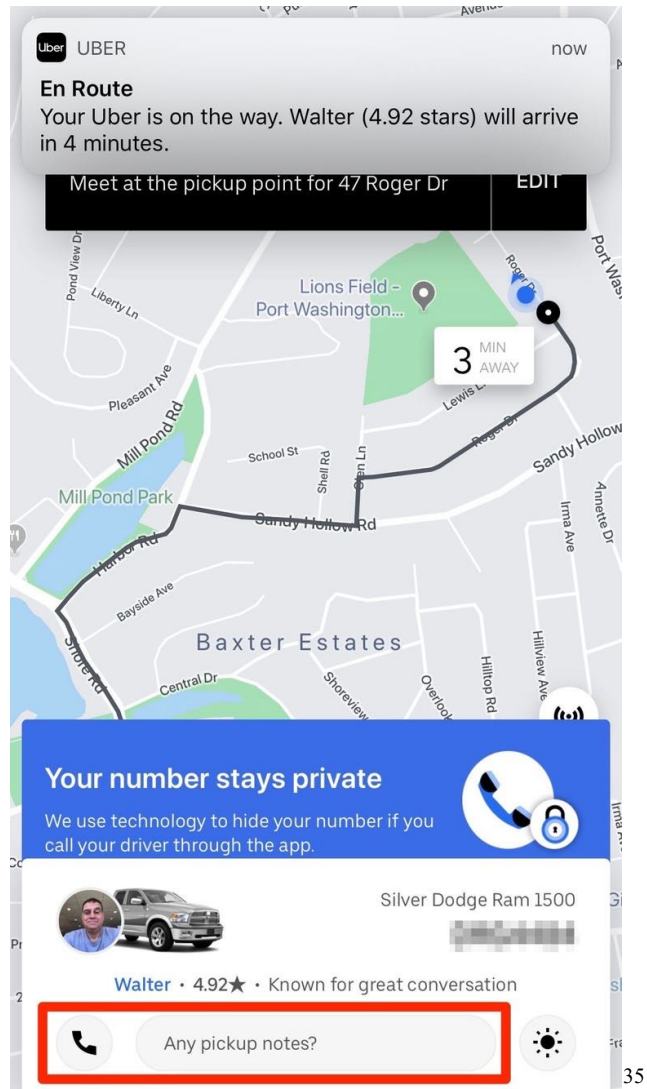 Avenue
Uber UBER now
En Route
Your Uber is on the way. Walter (4.92 stars) will arrive
in 4 minutes.
Meet at the pickup point for 47 Roger Dr EDIT
Pond View Dr
Liberty Ln
Lions Field -
Port Washington...
Roger Dr
Port Was
3 MIN
AWAY
Pleasant Ave
Lewis L
Mill Pond Rd
Roger Dr
Sandy Hollow
School St
Shell Rd
Glen Ln
Mill Pond Park
Sandy Hollow Rd
Irma Ave
Annette Dr
Harbor Rd
Bayside Ave
Baxter Estates
Shore Rd
Central Dr
Shoreview
Overlook
Hilltop Rd
Hillview Ave
Your number stays private
We use technology to hide your number if you
call your driver through the app.
Irma A
Silver Dodge Ram 1500
Walter • 4.92★ • Known for great conversation
Any pickup notes?
35